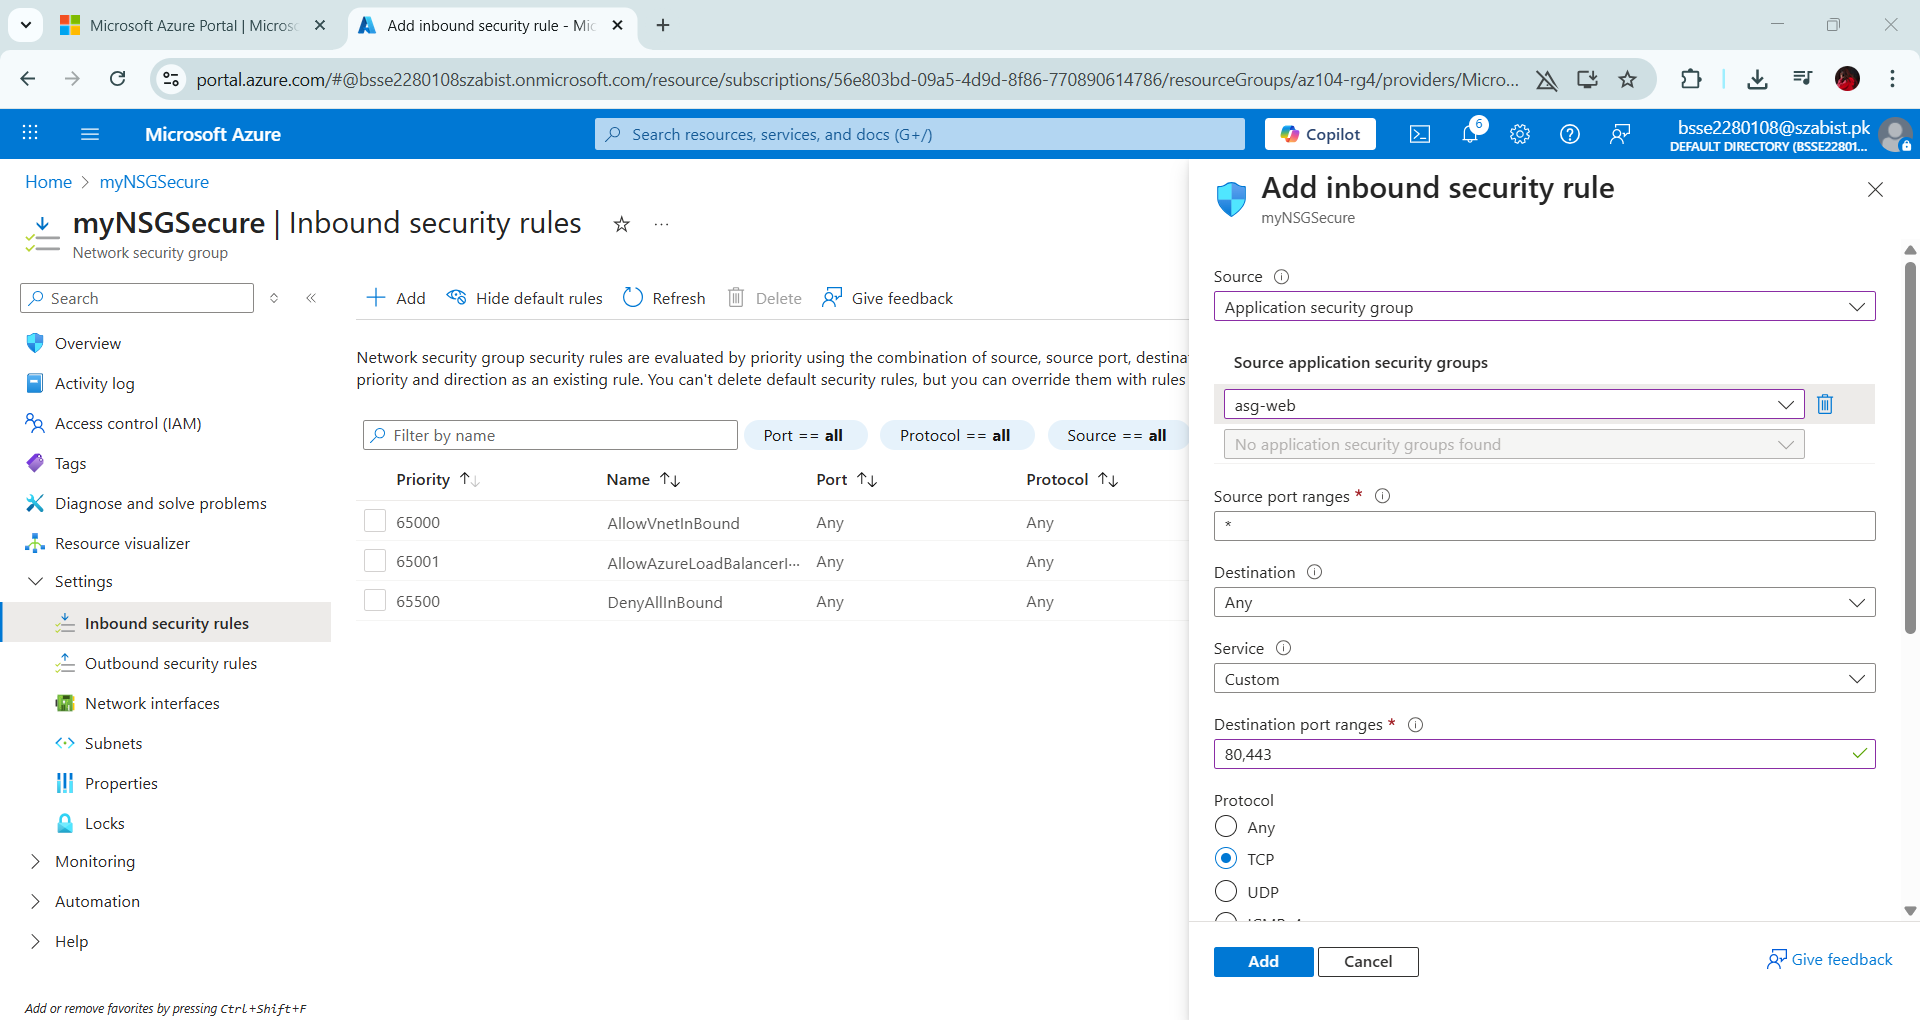 Microsoft Azure Portal | Microso
Add inbound security rule - Mic
portal.azure.com/#@bsse2280108szabist.onmicrosoft.com/resource/subscriptions/56e803bd-09a5-4d9d-8f86-770890614786/resourceGroups/az104-rg4/providers/Micro...
Microsoft Azure
Search resources, services, and docs (G+/)
Copilot
6
bsse2280108@szabist.pk
DEFAULT DIRECTORY (BSSE22801...
Home > myNSGSecure
myNSGSecure | Inbound security rules
Network security group
Search
Overview
Activity log
Access control (IAM)
Tags
Diagnose and solve problems
Resource visualizer
Settings
Inbound security rules
Outbound security rules
Network interfaces
Subnets
Properties
Locks
Monitoring
Automation
Help
Add or remove favorites by pressing Ctrl+Shift+F
Add Hide default rules Refresh Delete Give feedback
Network security group security rules are evaluated by priority using the combination of source, source port, destina
priority and direction as an existing rule. You can't delete default security rules, but you can override them with rules
Filter by name Port == all Protocol == all Source == all
Priority Name Port Protocol
65000 AllowVnetInBound Any Any
65001 AllowAzureLoadBalancerI... Any Any
65500 DenyAllInBound Any Any
Add inbound security rule
myNSGSecure
Source
Application security group
Source application security groups
asg-web
No application security groups found
Source port ranges *
*
Destination
Any
Service
Custom
Destination port ranges *
80,443
Protocol
Any
TCP
UDP
Add Cancel
Give feedback